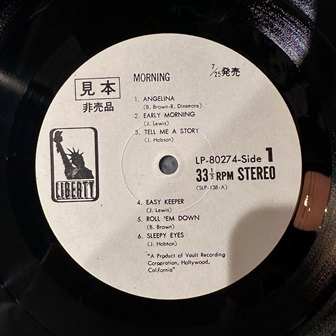 見本
非売品
MORNING
7/25発売
1. ANGELINA
(B. Brown-R. Dinsmore)
2. EARLY MORNING
(J. Lewis)
3. TELL ME A STORY
(J. Hobson)
LP-80274-Side 1
33⅓ RPM STEREO
(SLP-138-A)
LIBERTY
4. EASY KEEPER
(J. Lewis)
5. ROLL 'EM DOWN
(B. Brown)
6. SLEEPY EYES
(J. Hobson)
"A Product of Vault Recording
Corporation, Hollywood,
California"